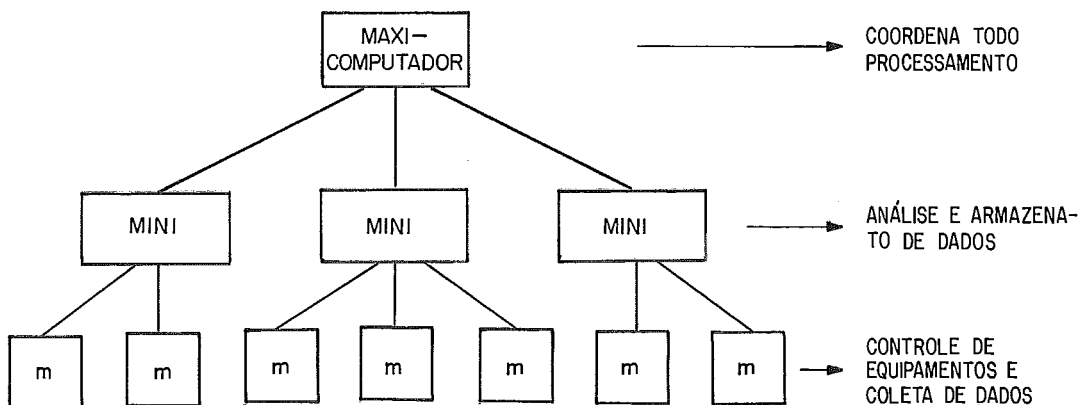 MAXI-
COMPUTADOR
COORDENA TODO
PROCESSAMENTO
MINI
MINI
MINI
ANÁLISE E ARMAZENA-
TO DE DADOS
m
m
m
m
m
m
m
CONTROLE DE
EQUIPAMENTOS E
COLETA DE DADOS